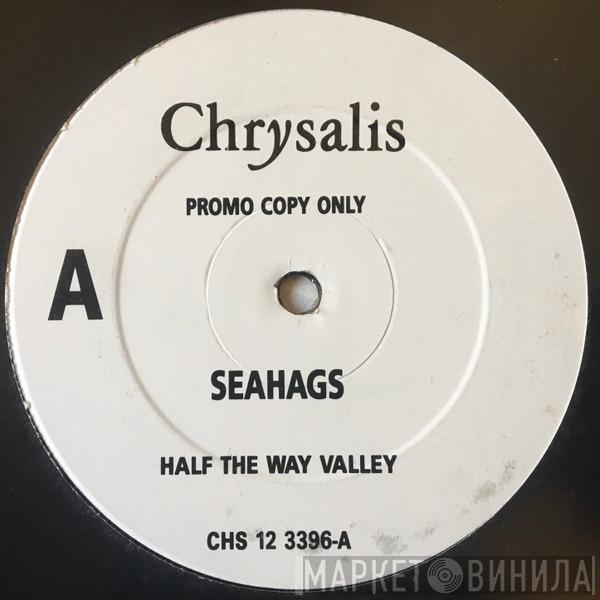 Chrysalis
PROMO COPY ONLY
A
SEAHAGS
HALF THE WAY VALLEY
CHS 12 3396-A
МАРКЕТ ВИНИЛА